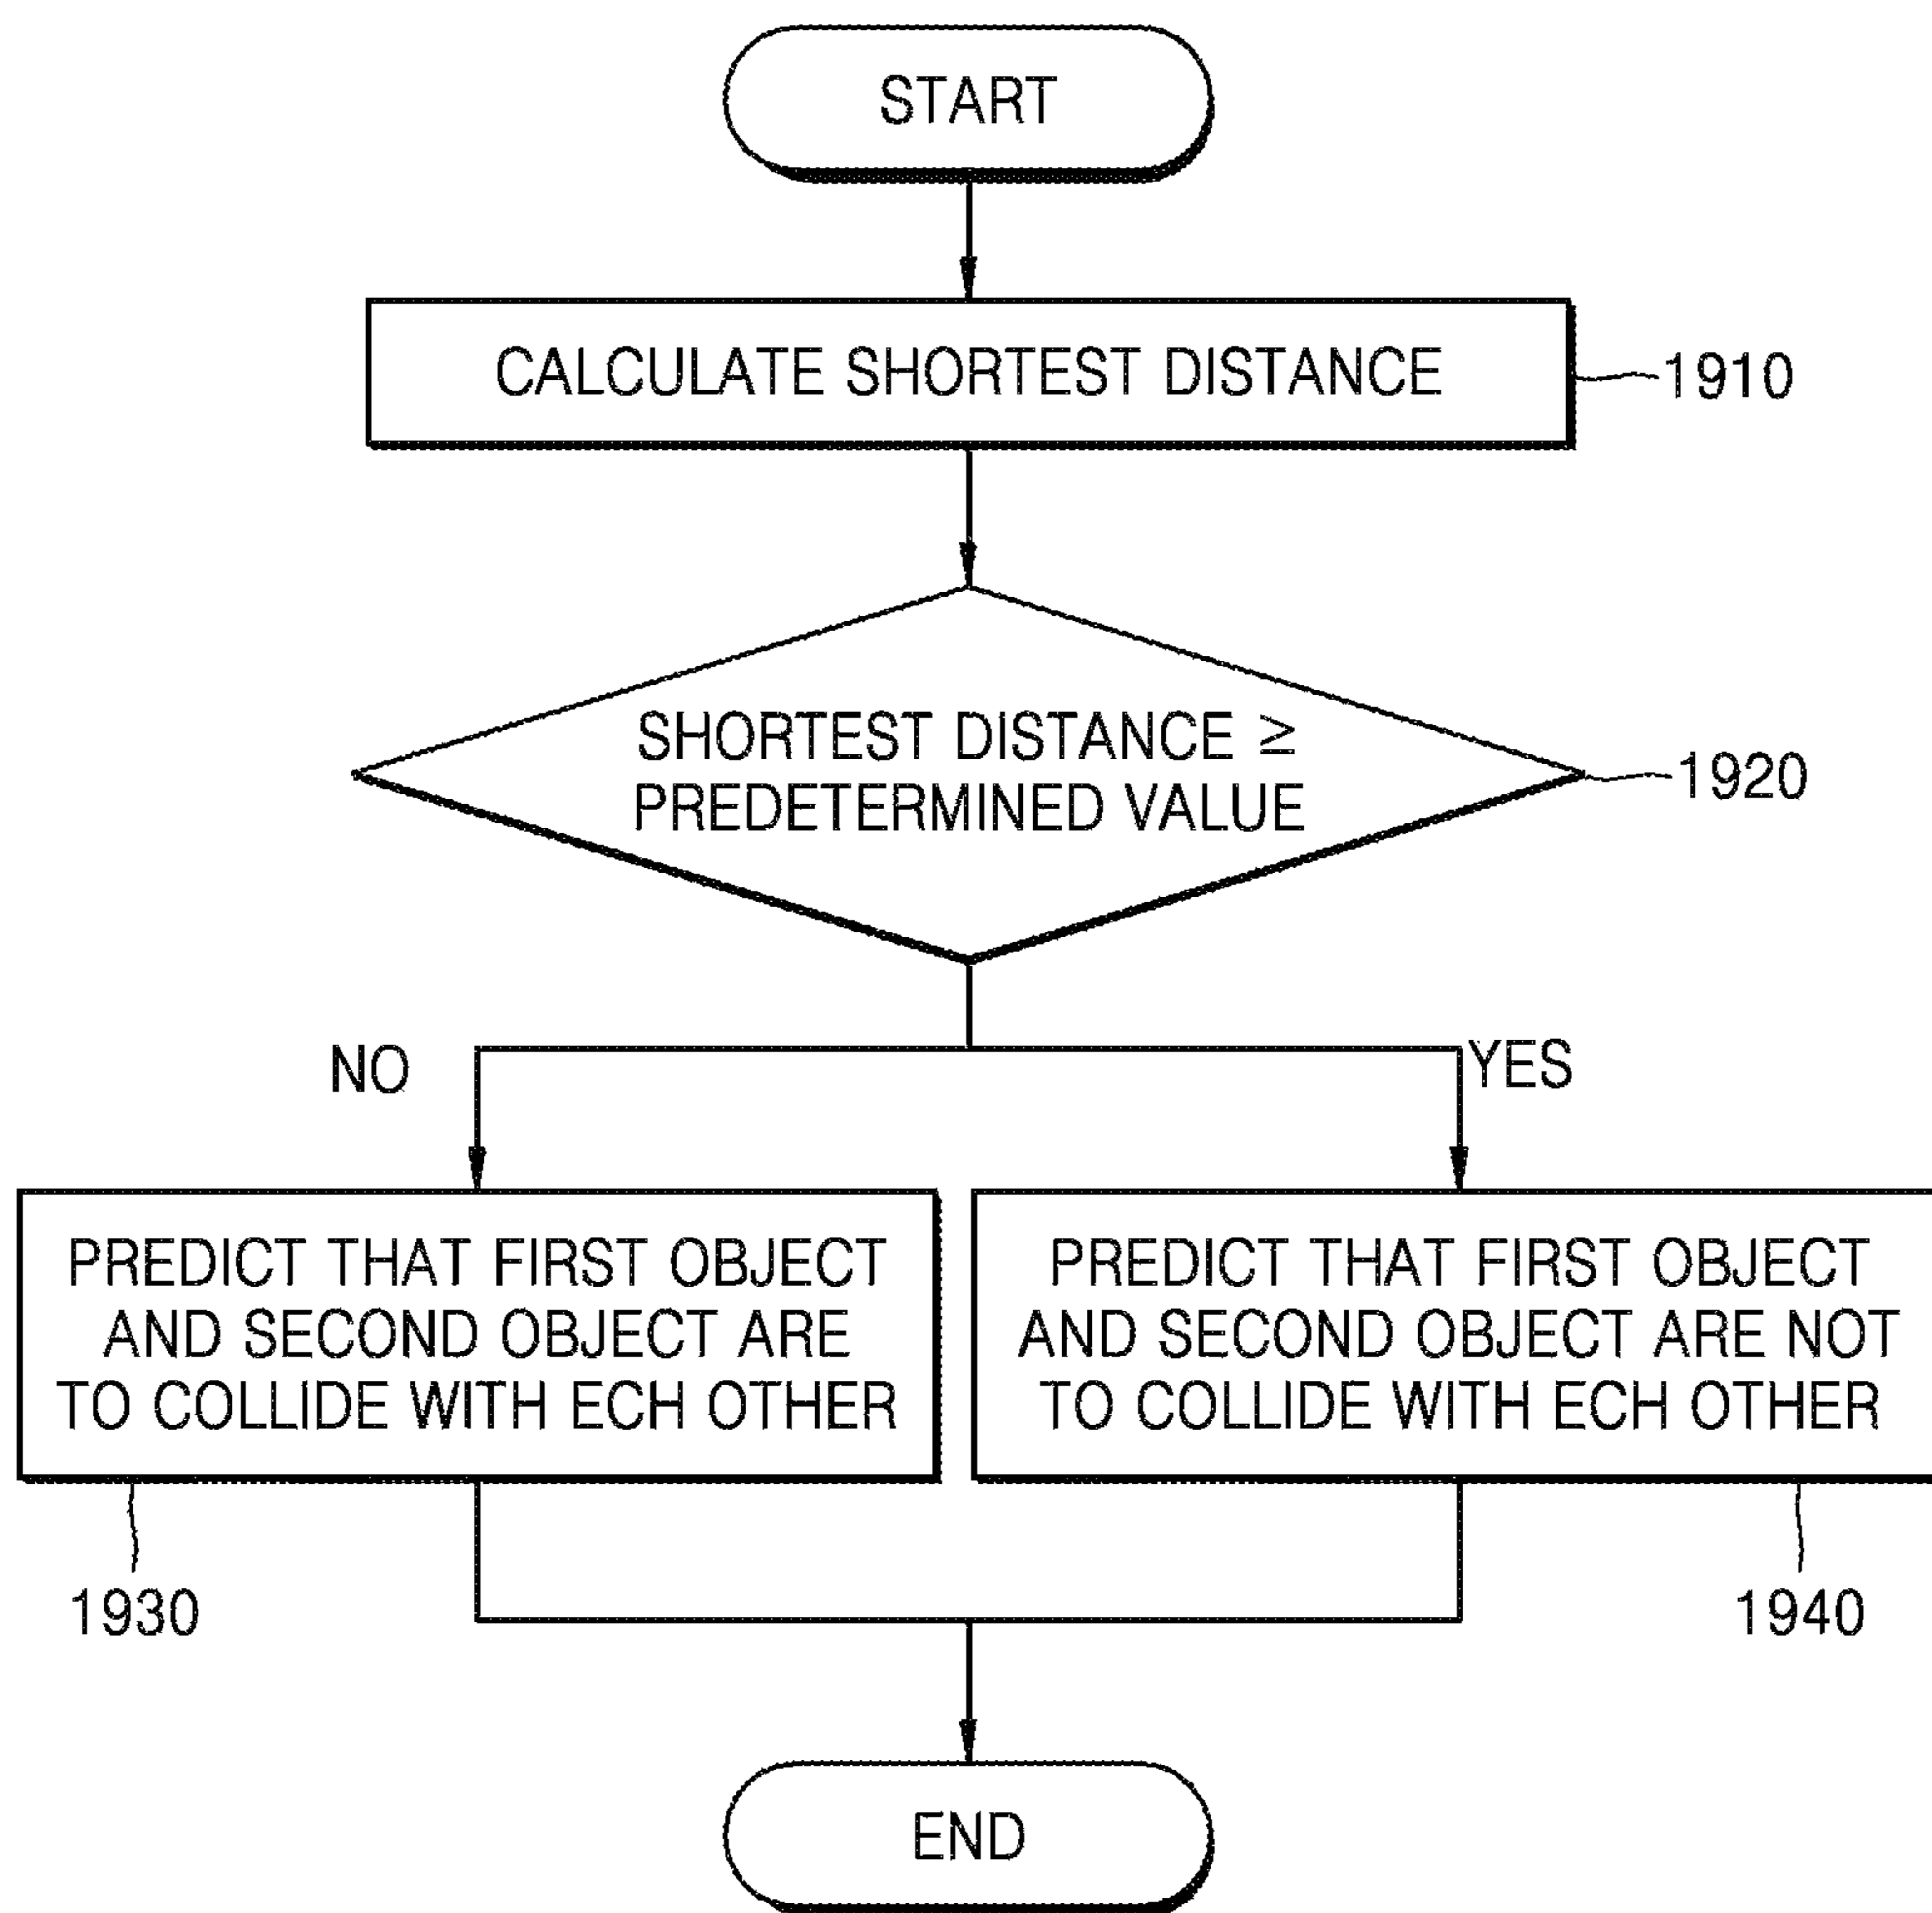 START
CALCULATE SHORTEST DISTANCE
1910
SHORTEST DISTANCE ≥
PREDETERMINED VALUE
1920
NO
YES
PREDICT THAT FIRST OBJECT
AND SECOND OBJECT ARE
TO COLLIDE WITH ECH OTHER
1930
PREDICT THAT FIRST OBJECT
AND SECOND OBJECT ARE NOT
TO COLLIDE WITH ECH OTHER
1940
END